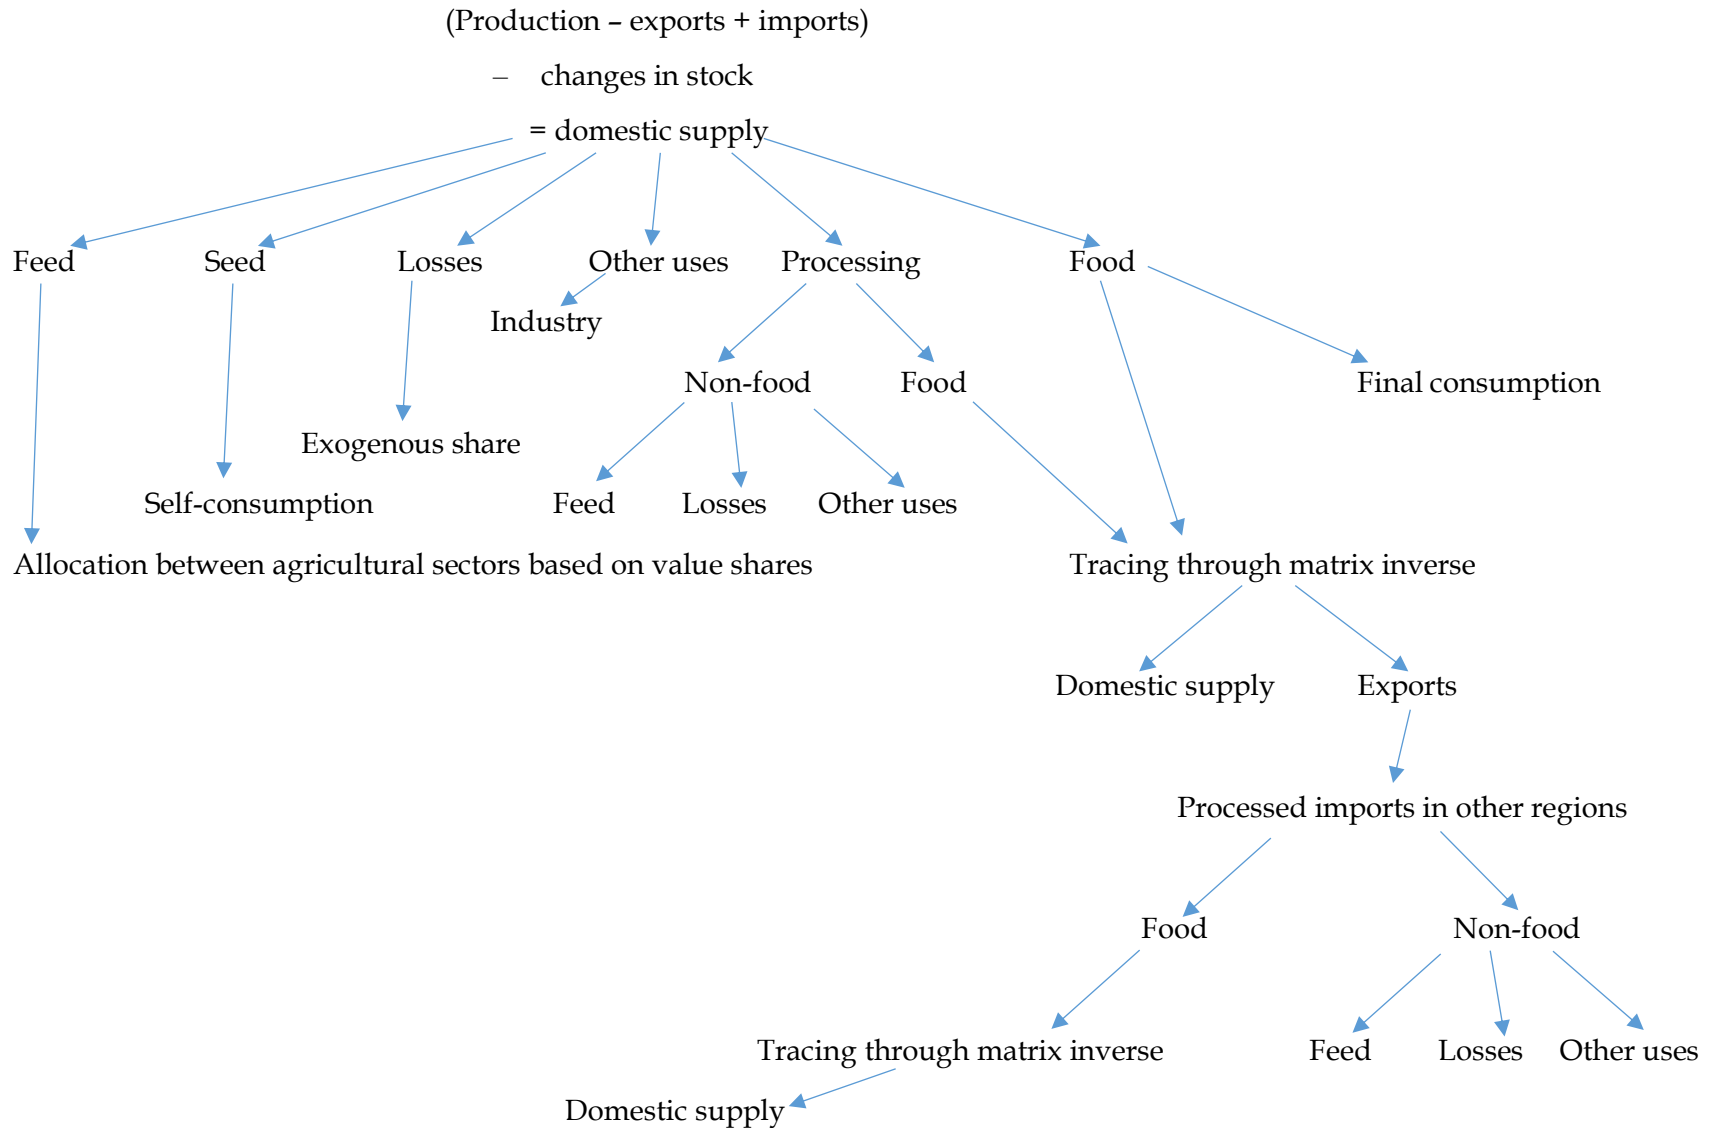 (Production – exports + imports)
– changes in stock
= domestic supply
Feed
Seed
Losses
Other uses
Processing
Food
Industry
Non-food
Food
Final consumption
Exogenous share
Self-consumption
Feed
Losses
Other uses
Allocation between agricultural sectors based on value shares
Tracing through matrix inverse
Domestic supply
Exports
Processed imports in other regions
Food
Non-food
Tracing through matrix inverse
Feed
Losses
Other uses
Domestic supply